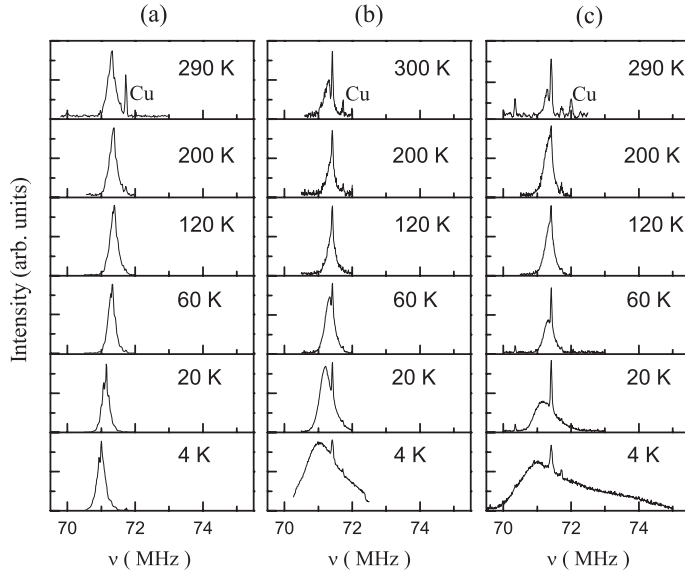 (a) (b) (c)
290 K 300 K 290 K
Cu Cu Cu
200 K 200 K 200 K
120 K 120 K 120 K
60 K 60 K 60 K
20 K 20 K 20 K
4 K 4 K 4 K
Intensity (arb. units)
70 72 74 70 72 74 70 72 74
ν ( MHz ) ν ( MHz ) ν ( MHz )